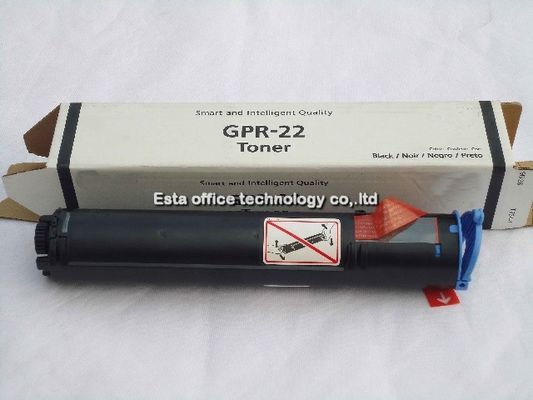 Smart and Intelligent Quality
GPR-22
Toner
Black / Noir / Negro / Preto
Smart and Intelligent Quality
Esta office technology co,.ltd